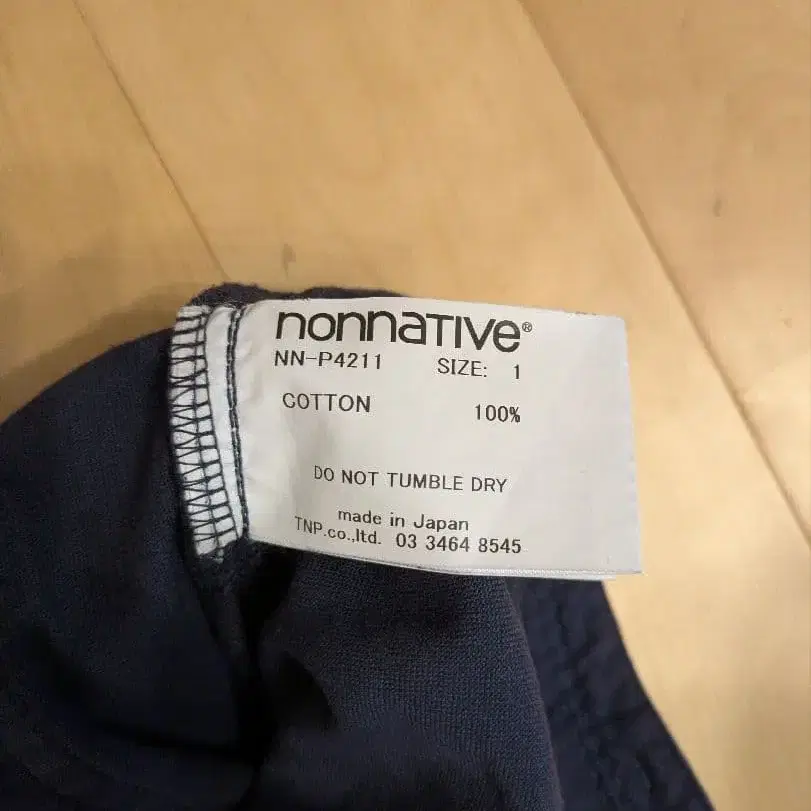 nonnative®
NN-P4211 SIZE: 1
COTTON 100%
DO NOT TUMBLE DRY
made in Japan
TNP.co.,ltd. 03 3464 8545